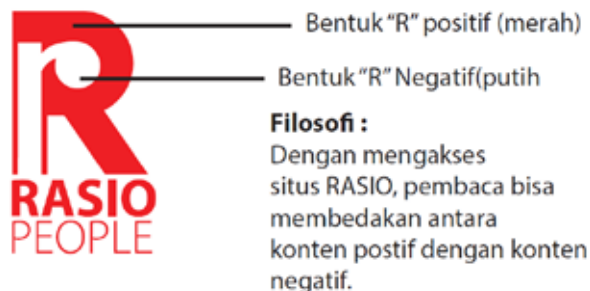 Bentuk “R” positif (merah)
Bentuk “R” Negatif(putih
RASIO
PEOPLE
Filosofi :
Dengan mengakses
situs RASIO, pembaca bisa
membedakan antara
konten postif dengan konten
negatif.